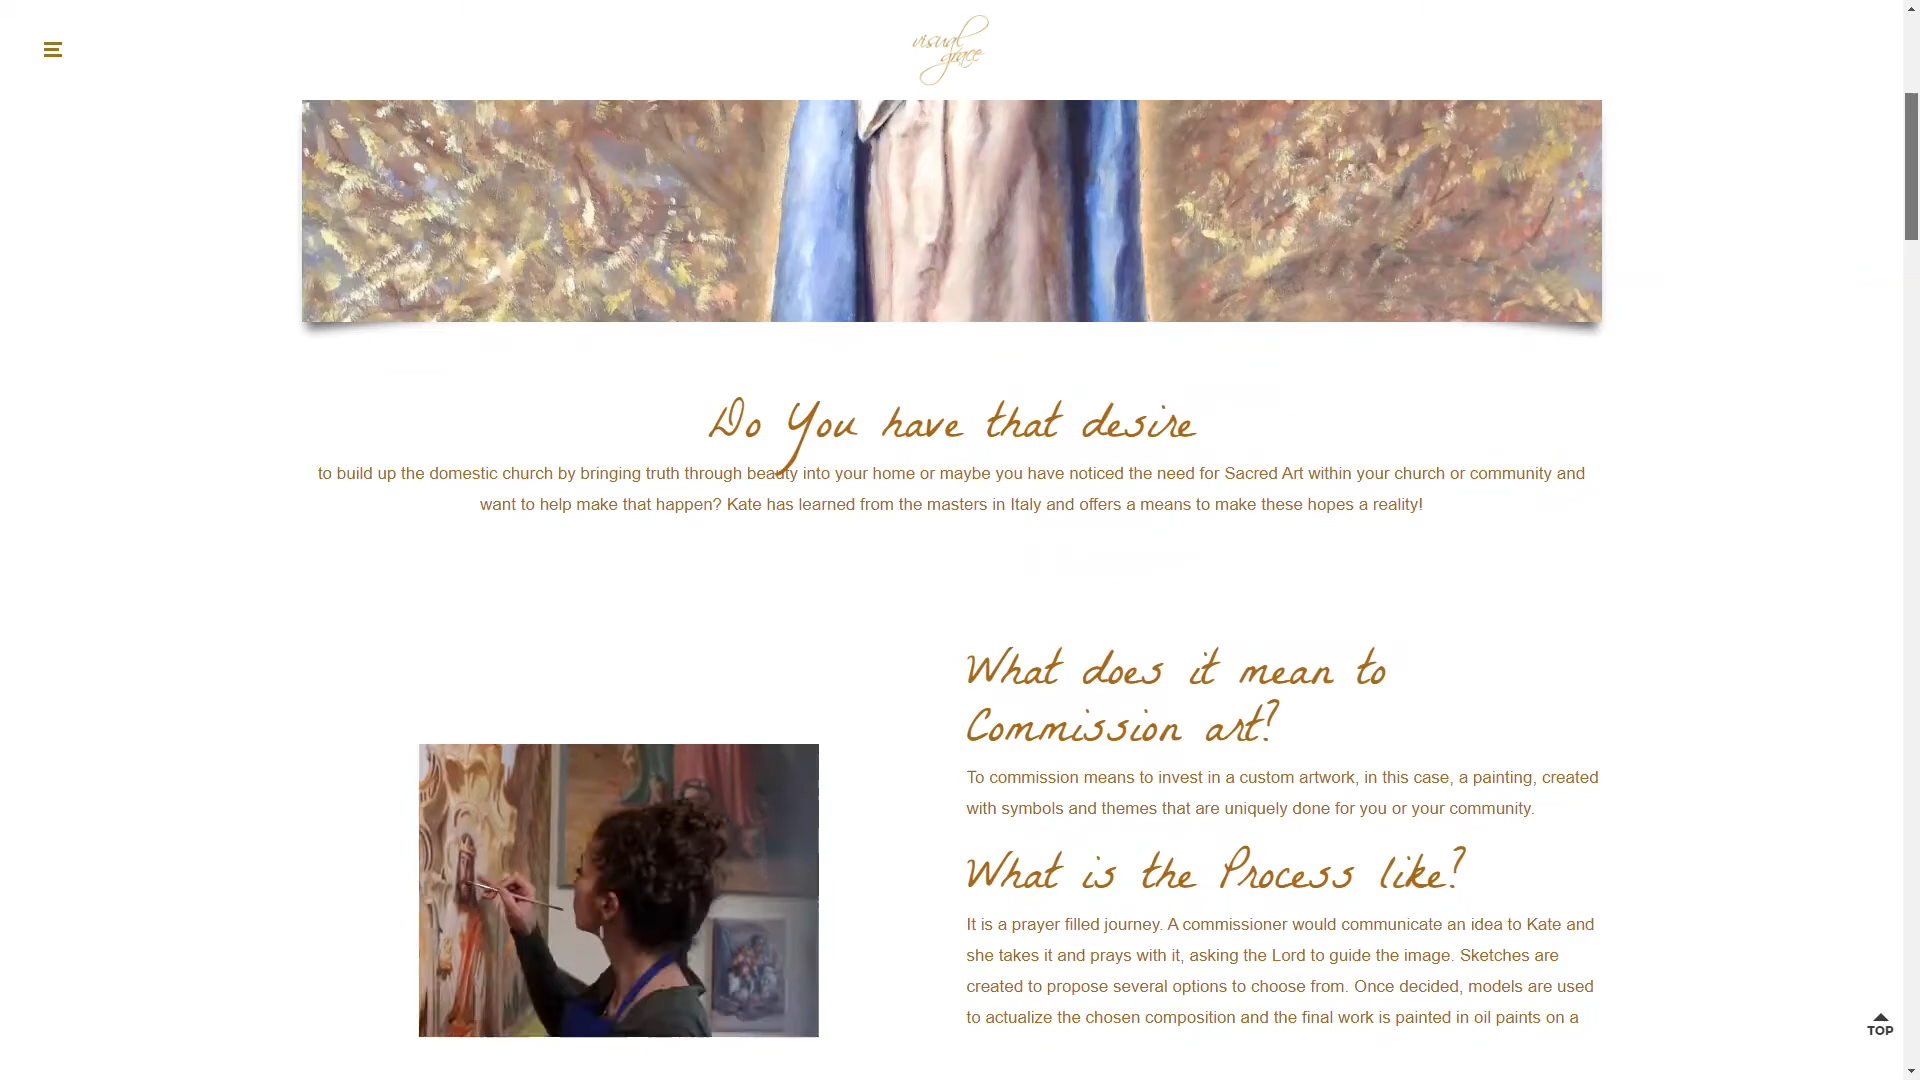 visual
grace
Do You have that desire
to build up the domestic church by bringing truth through beauty into your home or maybe you have noticed the need for Sacred Art within your church or community and
want to help make that happen? Kate has learned from the masters in Italy and offers a means to make these hopes a reality!
What does it mean to
Commission art?
To commission means to invest in a custom artwork, in this case, a painting, created
with symbols and themes that are uniquely done for you or your community.
What is the Process like?
It is a prayer filled journey. A commissioner would communicate an idea to Kate and
she takes it and prays with it, asking the Lord to guide the image. Sketches are
created to propose several options to choose from. Once decided, models are used
to actualize the chosen composition and the final work is painted in oil paints on a
TOP